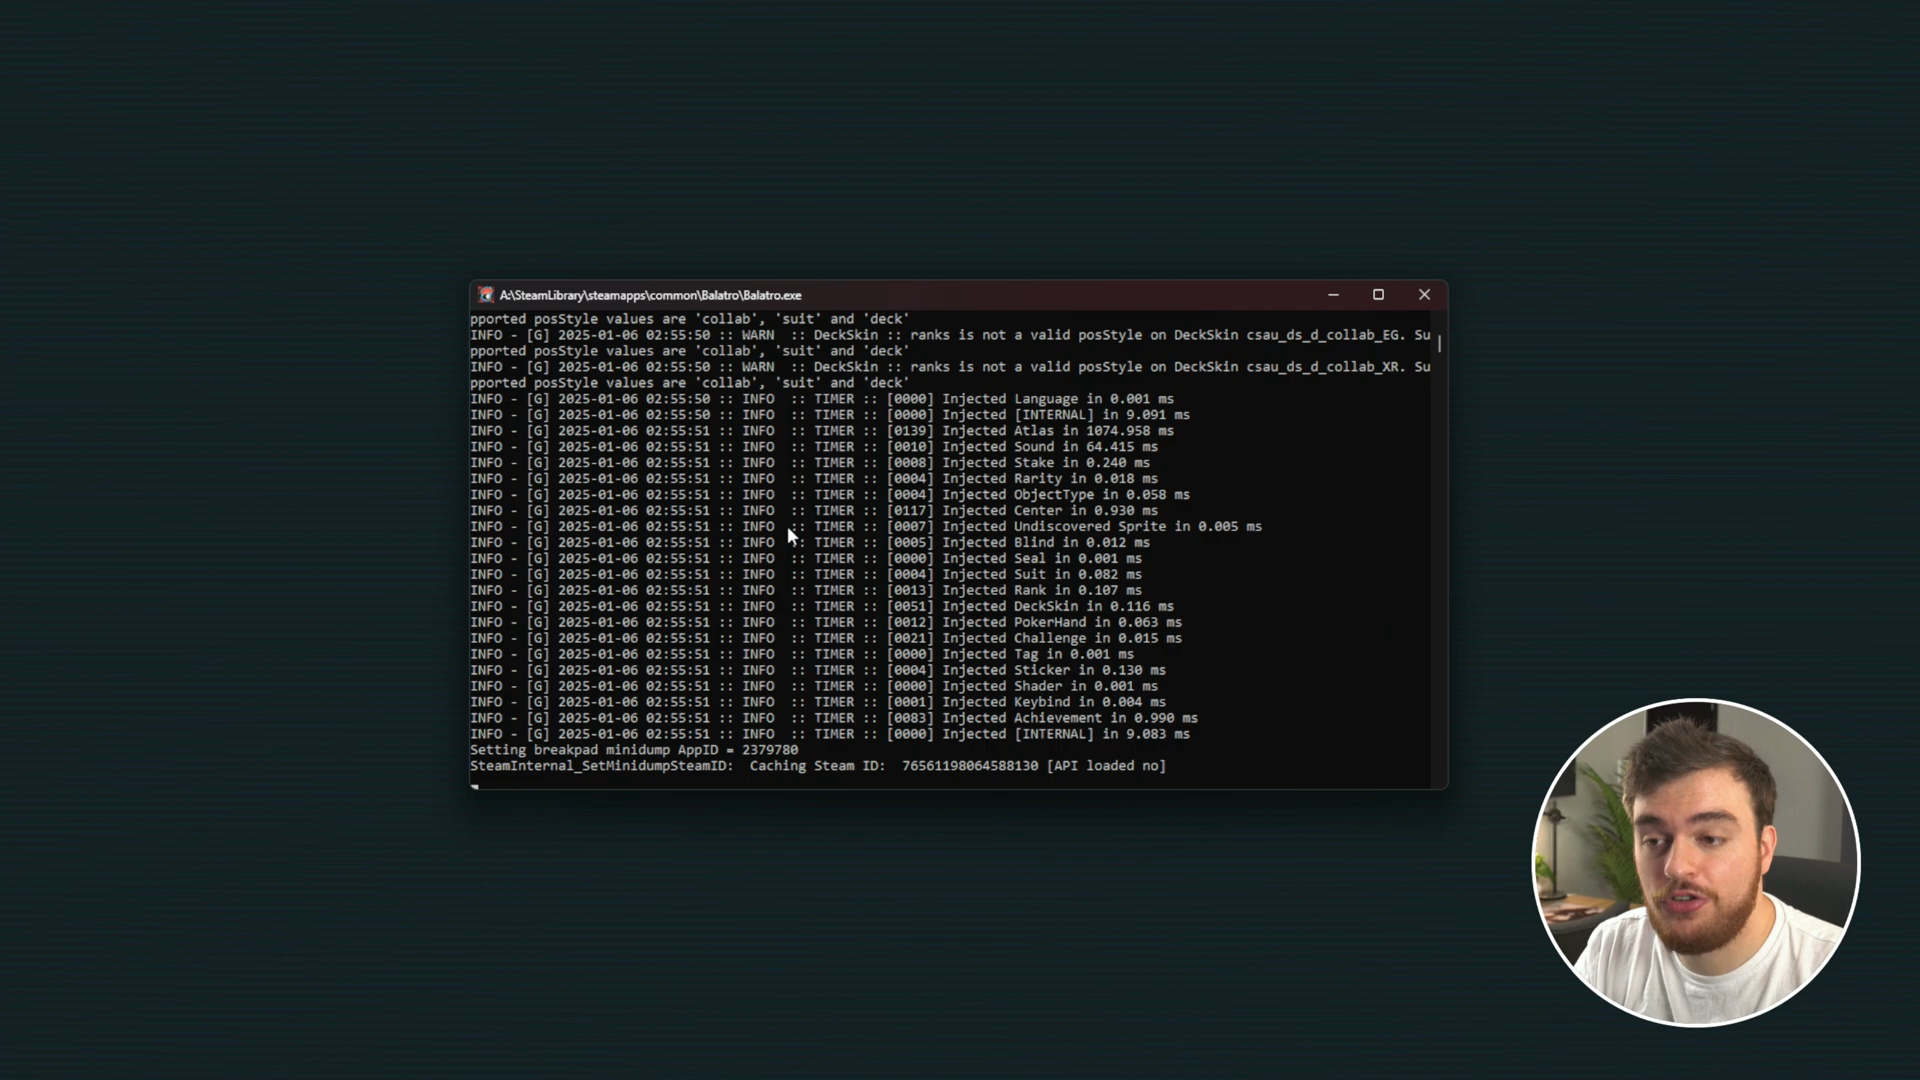 A:\SteamLibrary\steamapps\common\Balatro\Balatro.exe
pported posStyle values are 'collab', 'suit' and 'deck'
INFO - [G] 2025-01-06 02:55:50 :: WARN  :: DeckSkin :: ranks is not a valid posStyle on DeckSkin csau_ds_d_collab_EG. Su
pported posStyle values are 'collab', 'suit' and 'deck'
INFO - [G] 2025-01-06 02:55:50 :: WARN  :: DeckSkin :: ranks is not a valid posStyle on DeckSkin csau_ds_d_collab_XR. Su
pported posStyle values are 'collab', 'suit' and 'deck'
INFO - [G] 2025-01-06 02:55:50 :: INFO  :: TIMER :: [0000] Injected Language in 0.001 ms
INFO - [G] 2025-01-06 02:55:50 :: INFO  :: TIMER :: [0000] Injected [INTERNAL] in 9.091 ms
INFO - [G] 2025-01-06 02:55:51 :: INFO  :: TIMER :: [0139] Injected Atlas in 1074.958 ms
INFO - [G] 2025-01-06 02:55:51 :: INFO  :: TIMER :: [0010] Injected Sound in 64.415 ms
INFO - [G] 2025-01-06 02:55:51 :: INFO  :: TIMER :: [0008] Injected Stake in 0.240 ms
INFO - [G] 2025-01-06 02:55:51 :: INFO  :: TIMER :: [0004] Injected Rarity in 0.018 ms
INFO - [G] 2025-01-06 02:55:51 :: INFO  :: TIMER :: [0004] Injected ObjectType in 0.058 ms
INFO - [G] 2025-01-06 02:55:51 :: INFO  :: TIMER :: [0117] Injected Center in 0.930 ms
INFO - [G] 2025-01-06 02:55:51 :: INFO  :: TIMER :: [0007] Injected Undiscovered Sprite in 0.005 ms
INFO - [G] 2025-01-06 02:55:51 :: INFO  :: TIMER :: [0005] Injected Blind in 0.012 ms
INFO - [G] 2025-01-06 02:55:51 :: INFO  :: TIMER :: [0000] Injected Seal in 0.001 ms
INFO - [G] 2025-01-06 02:55:51 :: INFO  :: TIMER :: [0004] Injected Suit in 0.082 ms
INFO - [G] 2025-01-06 02:55:51 :: INFO  :: TIMER :: [0013] Injected Rank in 0.107 ms
INFO - [G] 2025-01-06 02:55:51 :: INFO  :: TIMER :: [0051] Injected DeckSkin in 0.116 ms
INFO - [G] 2025-01-06 02:55:51 :: INFO  :: TIMER :: [0012] Injected PokerHand in 0.063 ms
INFO - [G] 2025-01-06 02:55:51 :: INFO  :: TIMER :: [0021] Injected Challenge in 0.015 ms
INFO - [G] 2025-01-06 02:55:51 :: INFO  :: TIMER :: [0000] Injected Tag in 0.001 ms
INFO - [G] 2025-01-06 02:55:51 :: INFO  :: TIMER :: [0004] Injected Sticker in 0.130 ms
INFO - [G] 2025-01-06 02:55:51 :: INFO  :: TIMER :: [0000] Injected Shader in 0.001 ms
INFO - [G] 2025-01-06 02:55:51 :: INFO  :: TIMER :: [0001] Injected Keybind in 0.004 ms
INFO - [G] 2025-01-06 02:55:51 :: INFO  :: TIMER :: [0083] Injected Achievement in 0.990 ms
INFO - [G] 2025-01-06 02:55:51 :: INFO  :: TIMER :: [0000] Injected [INTERNAL] in 9.083 ms
Setting breakpad minidump AppID = 2379780
SteamInternal_SetMinidumpSteamID:  Caching Steam ID:  76561198064588130 [API loaded no]